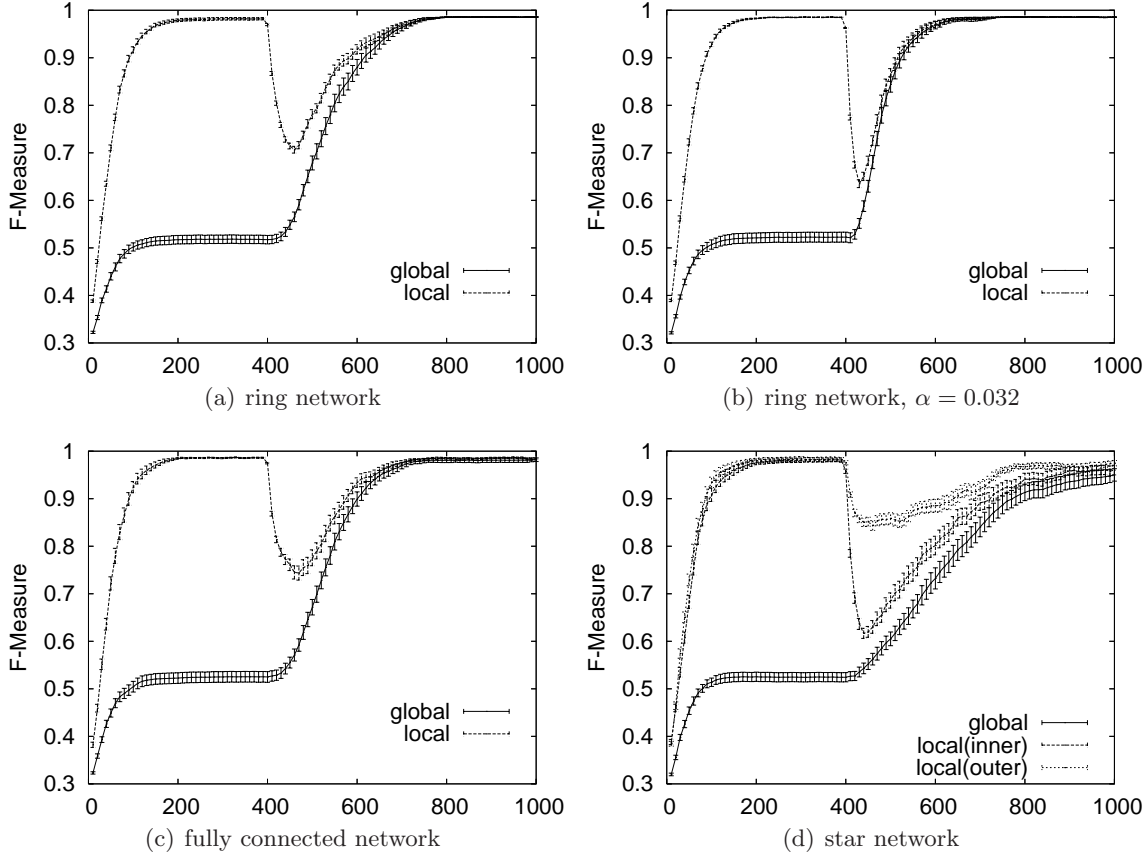 1
0.9
0.8
0.7
0.6
0.5
0.4
0.3
F-Measure
global
local
0 200 400 600 800 1000
(a) ring network
1
0.9
0.8
0.7
0.6
0.5
0.4
0.3
F-Measure
global
local
0 200 400 600 800 1000
(b) ring network, α = 0.032
1
0.9
0.8
0.7
0.6
0.5
0.4
0.3
F-Measure
global
local
0 200 400 600 800 1000
(c) fully connected network
1
0.9
0.8
0.7
0.6
0.5
0.4
0.3
F-Measure
global
local(inner)
local(outer)
0 200 400 600 800 1000
(d) star network